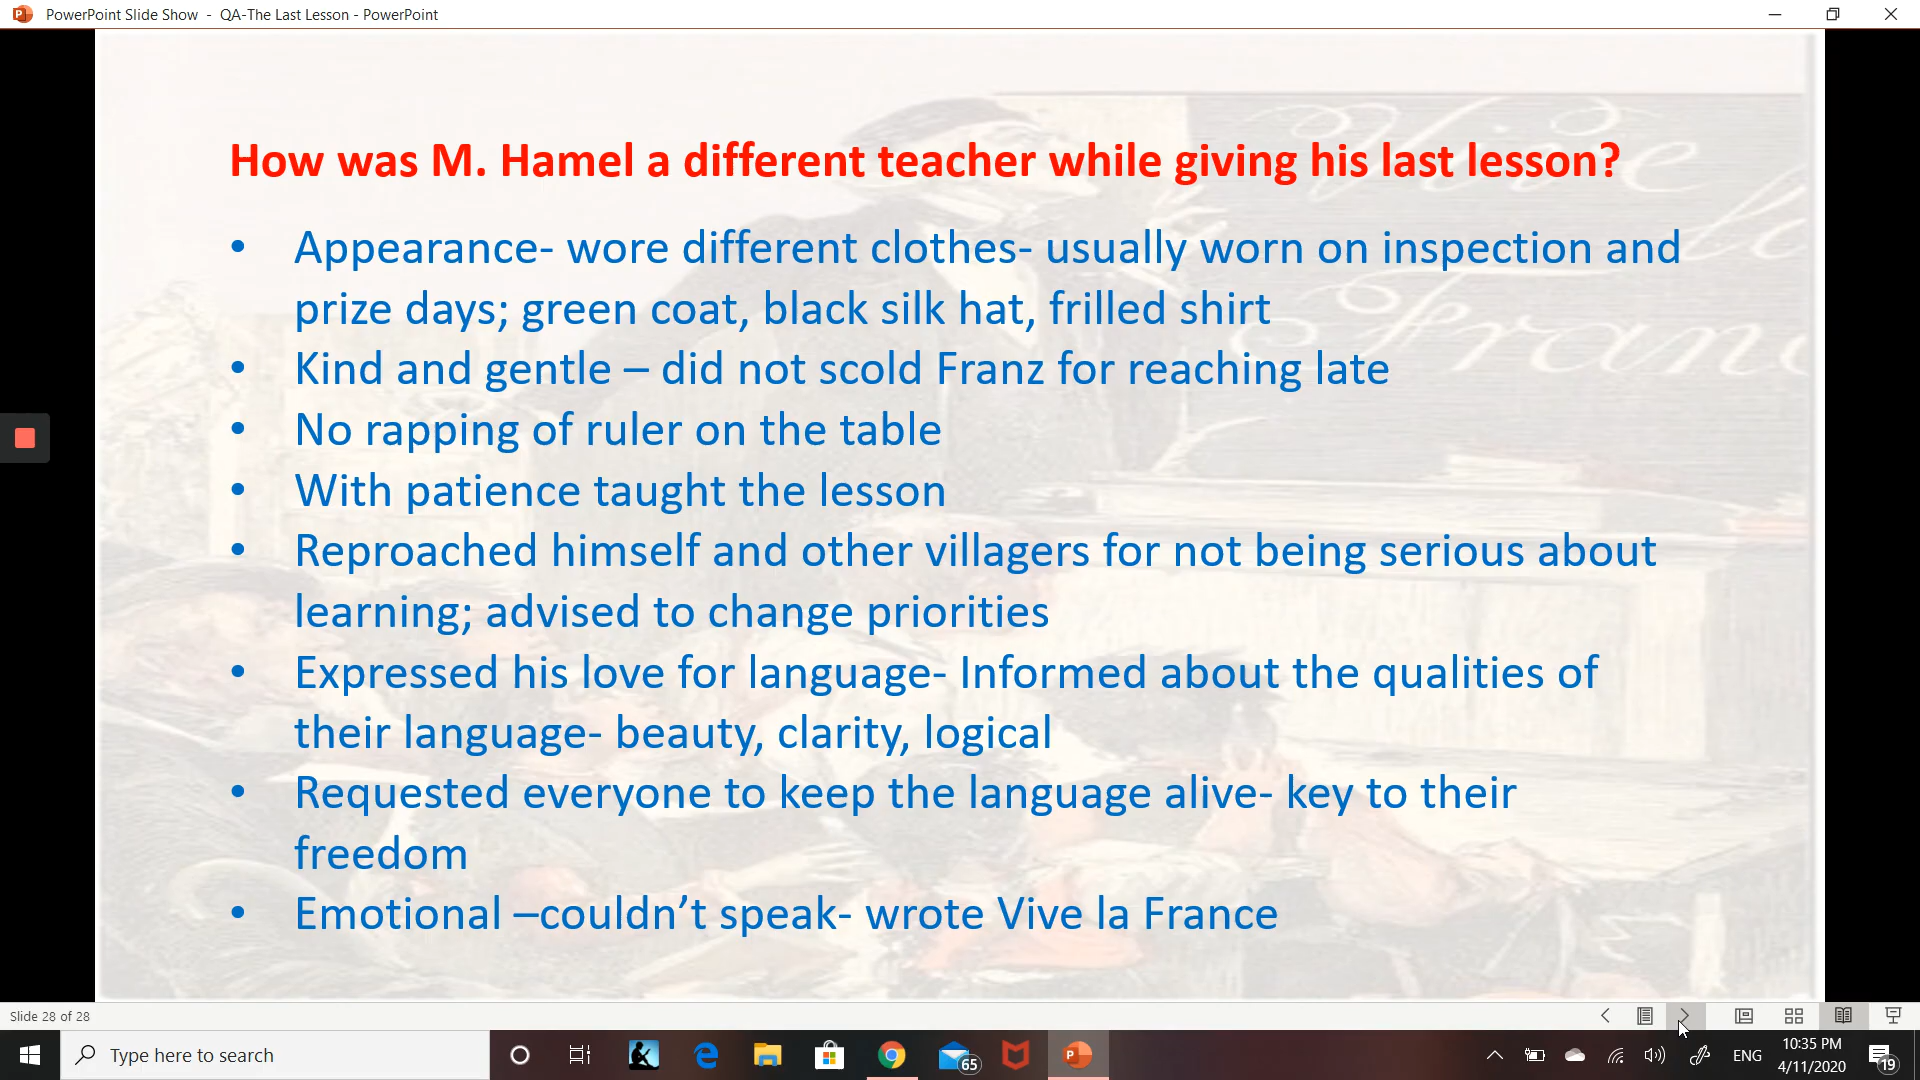 PowerPoint Slide Show - QA-The Last Lesson - PowerPoint
Vive
la
Franc
How was M. Hamel a different teacher while giving his last lesson?
• Appearance- wore different clothes- usually worn on inspection and
prize days; green coat, black silk hat, frilled shirt
• Kind and gentle – did not scold Franz for reaching late
• No rapping of ruler on the table
• With patience taught the lesson
• Reproached himself and other villagers for not being serious about
learning; advised to change priorities
• Expressed his love for language- Informed about the qualities of
their language- beauty, clarity, logical
• Requested everyone to keep the language alive- key to their
freedom
• Emotional –couldn’t speak- wrote Vive la France
Slide 28 of 28
Type here to search
65
ENG
10:35 PM
4/11/2020
19